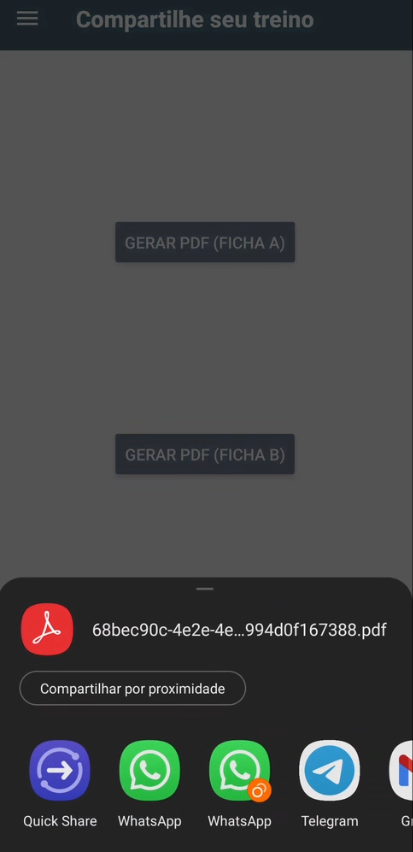 Compartilhe seu treino
GERAR PDF (FICHA A)
GERAR PDF (FICHA B)
68bec90c-4e2e-4e...994d0f167388.pdf
Compartilhar por proximidade
Quick Share
WhatsApp
WhatsApp
Telegram